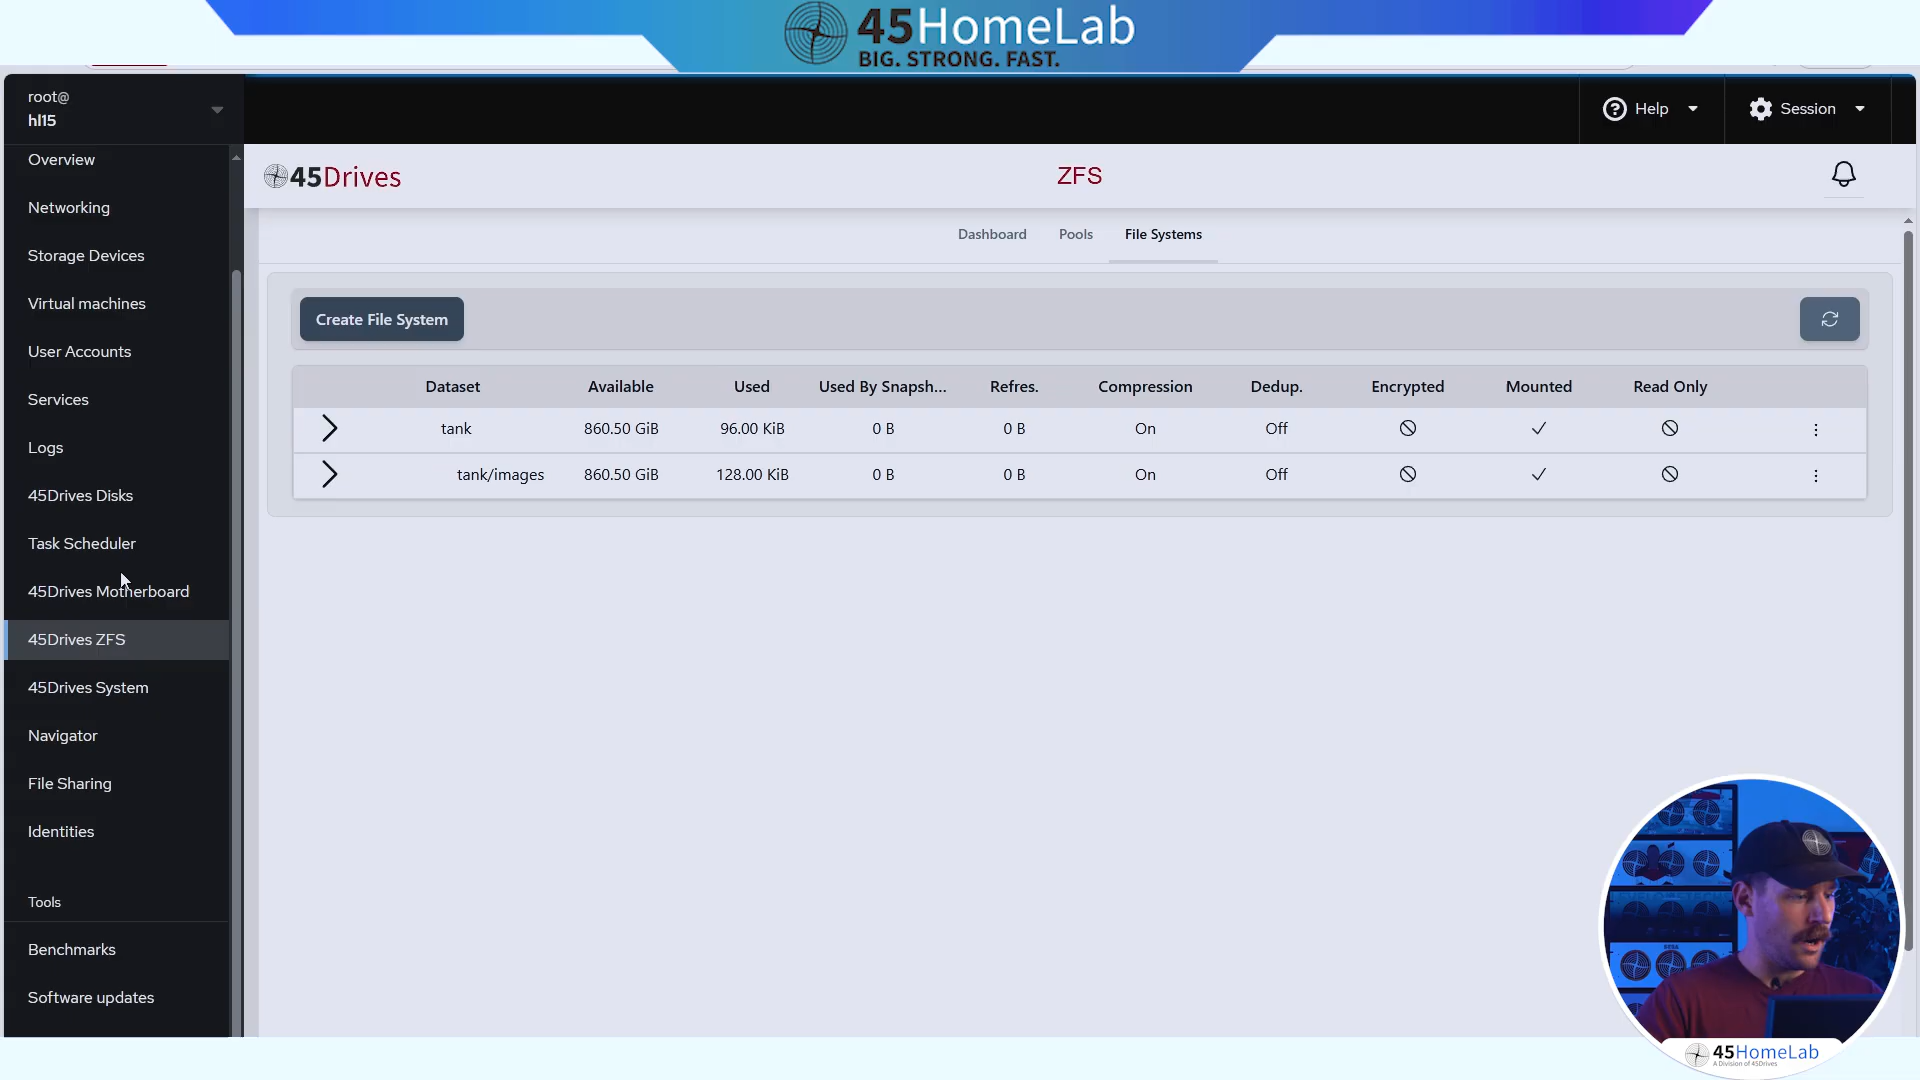 45HomeLab
BIG. STRONG. FAST.
root@
hl15
Help
Session
Overview
Networking
Storage Devices
Virtual machines
User Accounts
Services
Logs
45Drives Disks
Task Scheduler
45Drives Motherboard
45Drives ZFS
45Drives System
Navigator
File Sharing
Identities
Tools
Benchmarks
Software updates
45Drives
ZFS
Dashboard Pools File Systems
Create File System
Dataset Available Used Used By Snapsh... Refres. Compression Dedup. Encrypted Mounted Read Only
tank 860.50 GiB 96.00 KiB 0 B 0 B On Off
tank/images 860.50 GiB 128.00 KiB 0 B 0 B On Off
45HomeLab
A Division of 45Drives